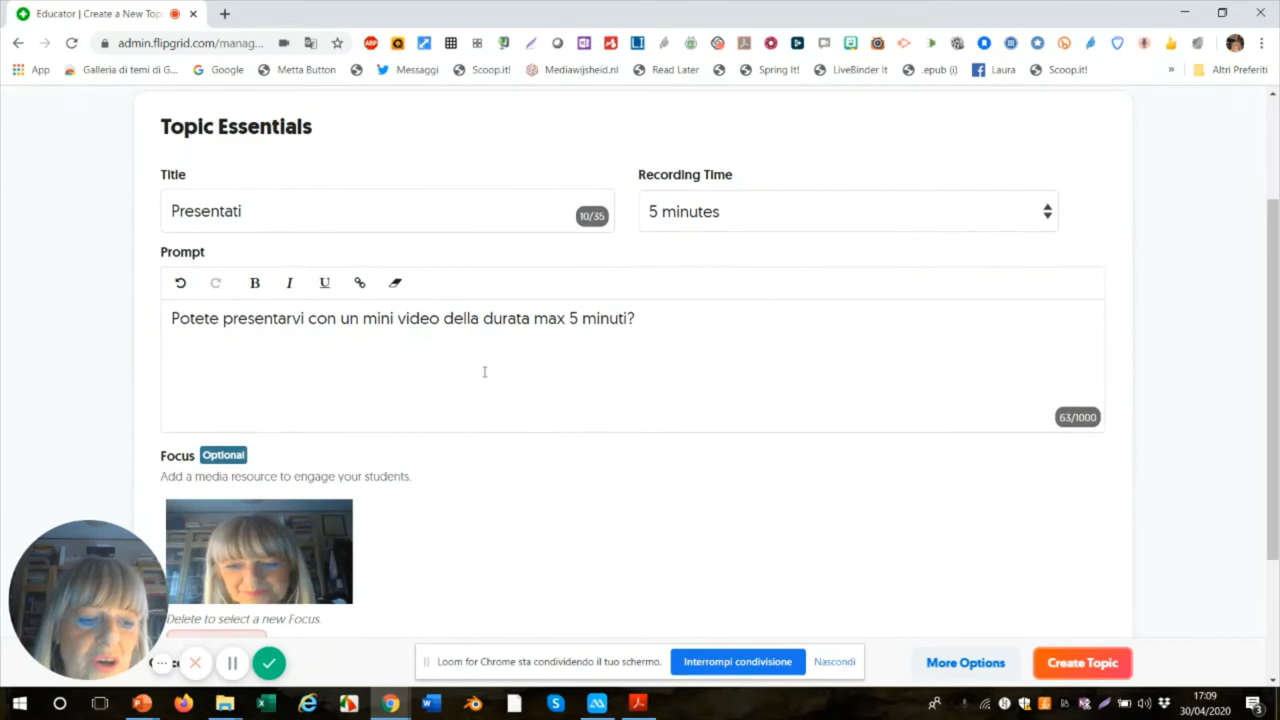 Educator | Create a New Top
admin.flipgrid.com/manag...
App
Galleria di temi di G...
Google
Metta Button
Messaggi
Scoop.it!
Mediawijsheid.nl
Read Later
Spring It!
LiveBinder It
.epub (i)
Laura
Scoop.it!
»
Altri Preferiti
Topic Essentials
Title
Recording Time
Presentati
10/35
5 minutes
Prompt
B I U
Potete presentarvi con un mini video della durata max 5 minuti?
63/1000
Focus Optional
Add a media resource to engage your students.
Delete to select a new Focus.
Loom for Chrome sta condividendo il tuo schermo.
Interrompi condivisione
Nascondi
More Options
Create Topic
17:09
30/04/2020